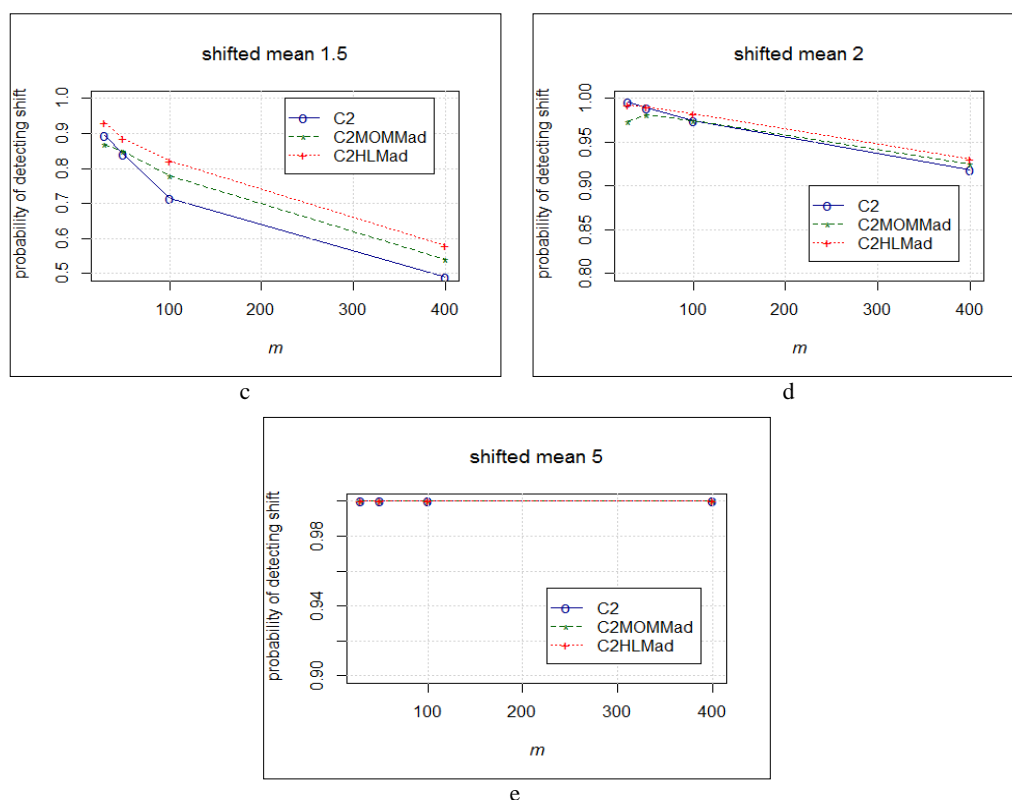 shifted mean 1.5
probability of detecting shift
1.0
0.9
0.8
0.7
0.6
0.5
C2
C2MOMMad
C2HLMad
100
200
300
400
m
c
shifted mean 2
probability of detecting shift
1.00
0.95
0.90
0.85
0.80
C2
C2MOMMad
C2HLMad
100
200
300
400
m
d
shifted mean 5
probability of detecting shift
0.98
0.94
0.90
C2
C2MOMMad
C2HLMad
100
200
300
400
m
e